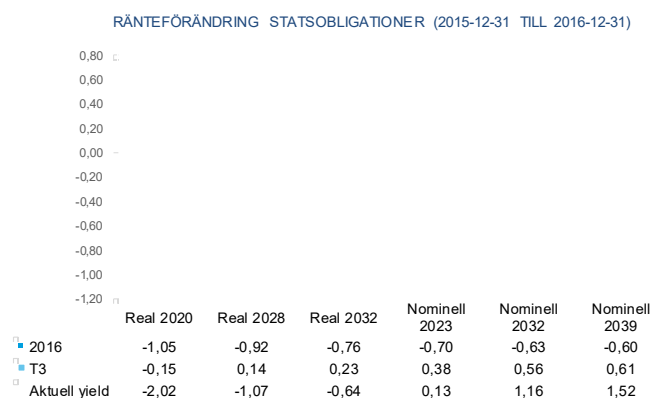 RÄNTEFÖRÄNDRING STATSOBLIGATIONER (2015-12-31 TILL 2016-12-31)
0,80
0,60
0,40
0,20
0,00
-0,20
-0,40
-0,60
-0,80
-1,00
-1,20
Real 2020 Real 2028 Real 2032 Nominell 2023 Nominell 2032 Nominell 2039
2016 -1,05 -0,92 -0,76 -0,70 -0,63 -0,60
T3 -0,15 0,14 0,23 0,38 0,56 0,61
Aktuell yield -2,02 -1,07 -0,64 0,13 1,16 1,52